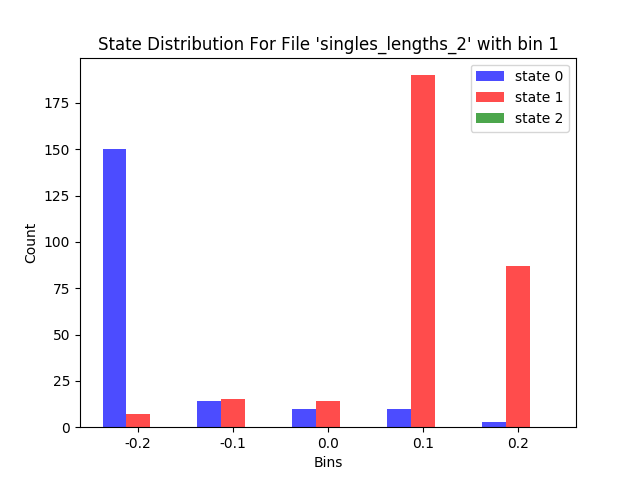 State Distribution For File 'singles_lengths_2' with bin 1
state 0
state 1
state 2
175
150
125
100
75
50
25
0
Count
-0.2 -0.1 0.0 0.1 0.2
Bins